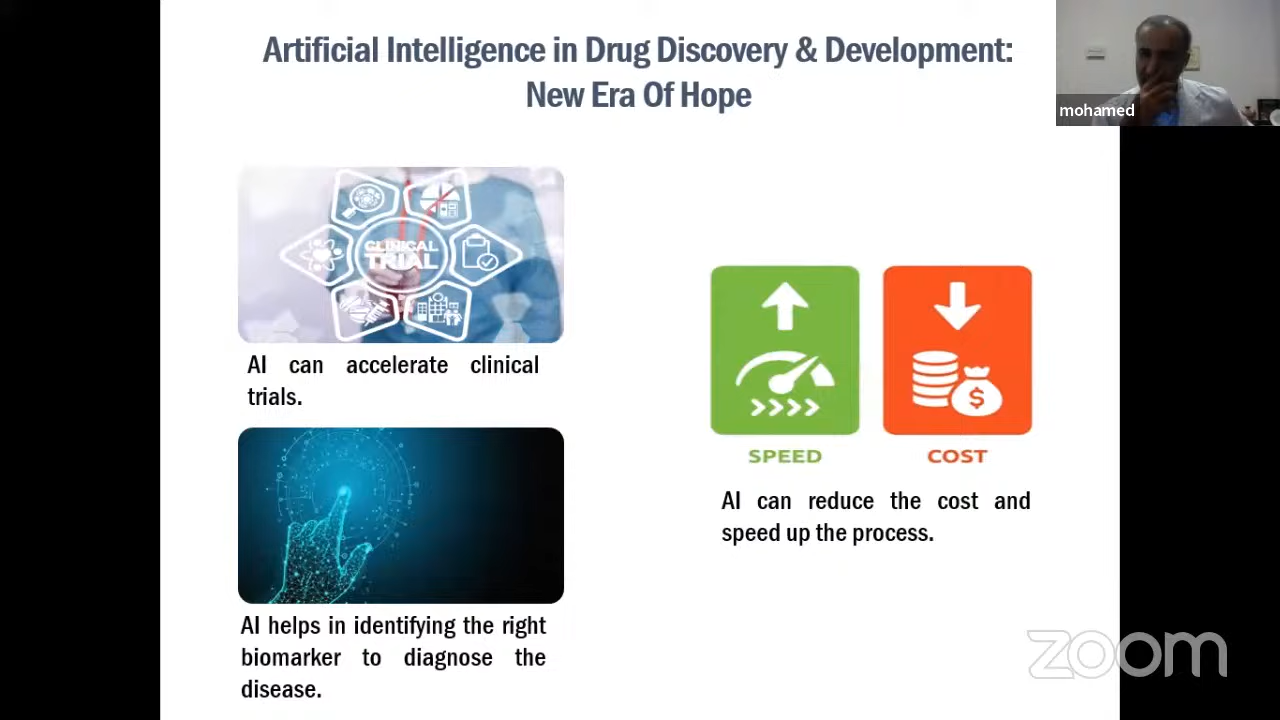 Artificial Intelligence in Drug Discovery & Development:
New Era Of Hope
mohamed
CLINICAL
TRIAL
AI can accelerate clinical
trials.
AI helps in identifying the right
biomarker to diagnose the
disease.
$
SPEED
COST
AI can reduce the cost and
speed up the process.
zoom